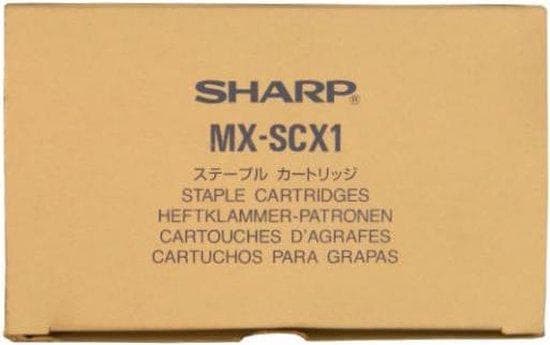 SHARP®
MX-SCX1
ステープル カートリッジ
STAPLE CARTRIDGES
HEFTKLAMMER-PATRONEN
CARTOUCHES D'AGRAFES
CARTUCHOS PARA GRAPAS